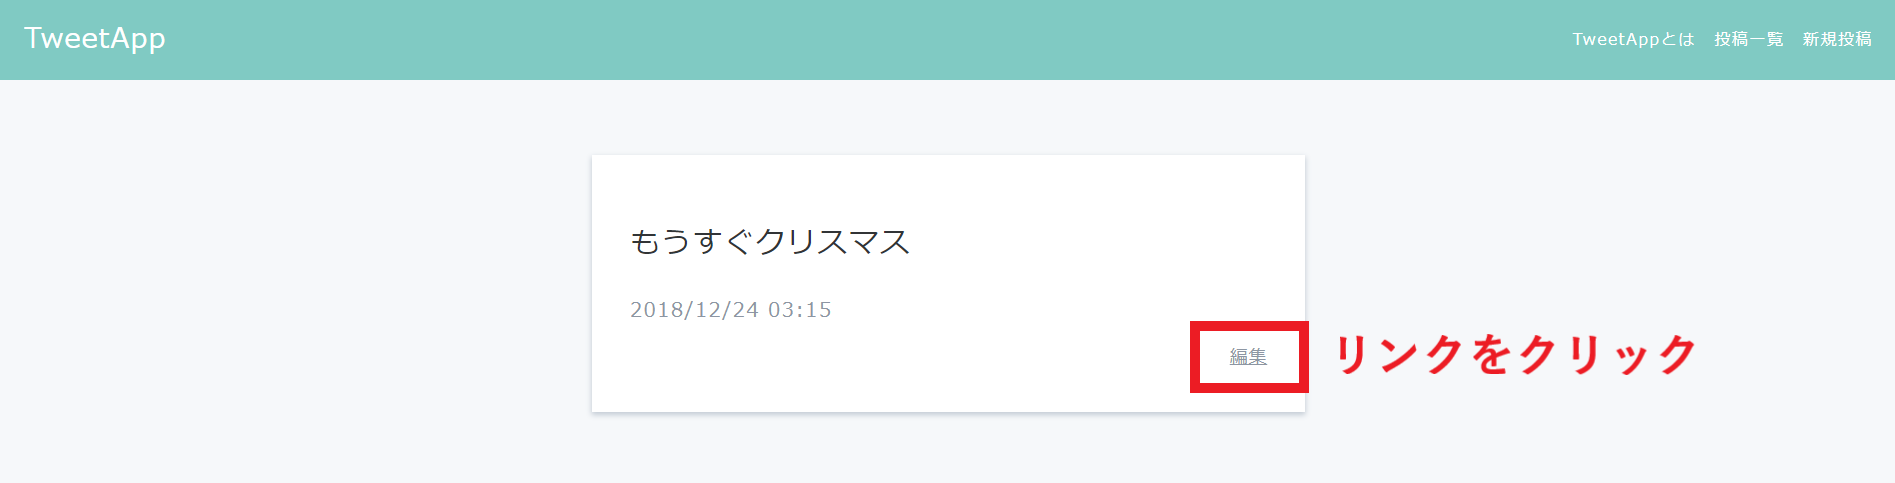 TweetApp
TweetAppとは 投稿一覧 新規投稿
もうすぐクリスマス
2018/12/24 03:15
編集
リンクをクリック